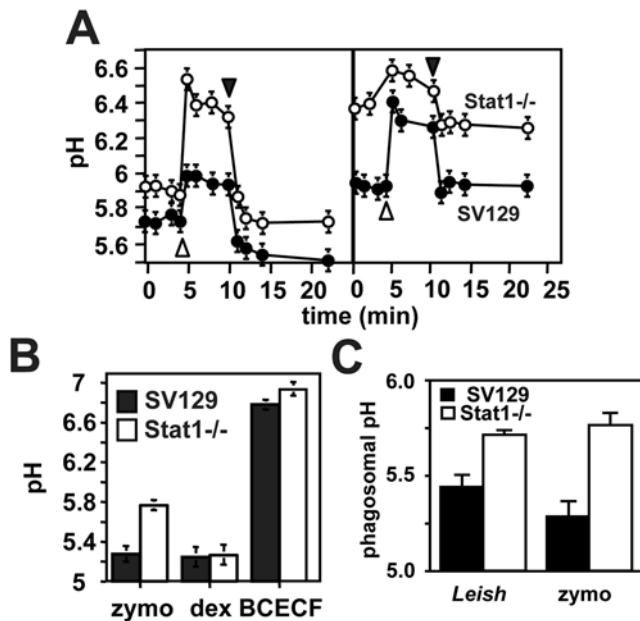 A
pH
6.6
6.4
6.2
6
5.8
5.6
Stat1-/-
SV129
0 5 10 15 20 0 5 10 15 20 25
time (min)
B
pH
7
6.6
6.2
5.8
5.4
5
SV129
Stat1-/-
zymo dex BCECF
C
phagosomal pH
6.0
5.5
5.0
SV129
Stat1-/-
Leish zymo